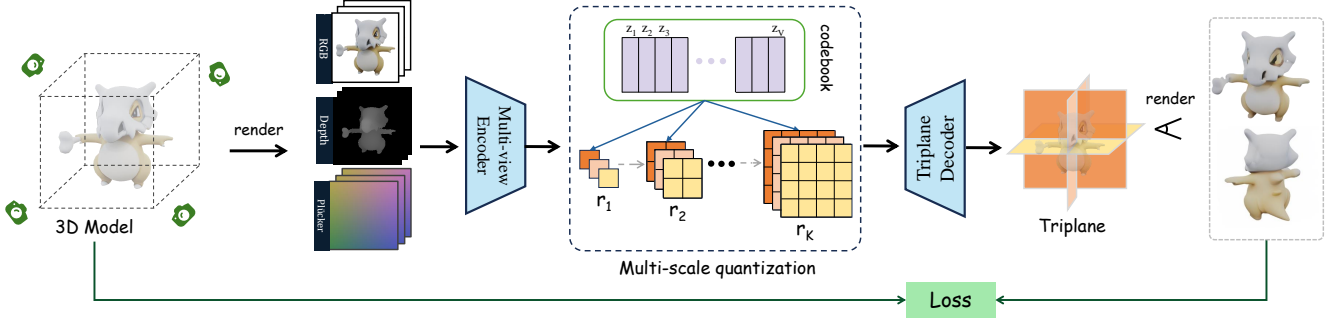 3D Model
render
RGB
Depth
Plücker
Multi-view
Encoder
z1 z2 z3
zV
codebook
r1
r2
rK
Multi-scale quantization
Triplane
Decoder
Triplane
render
Loss